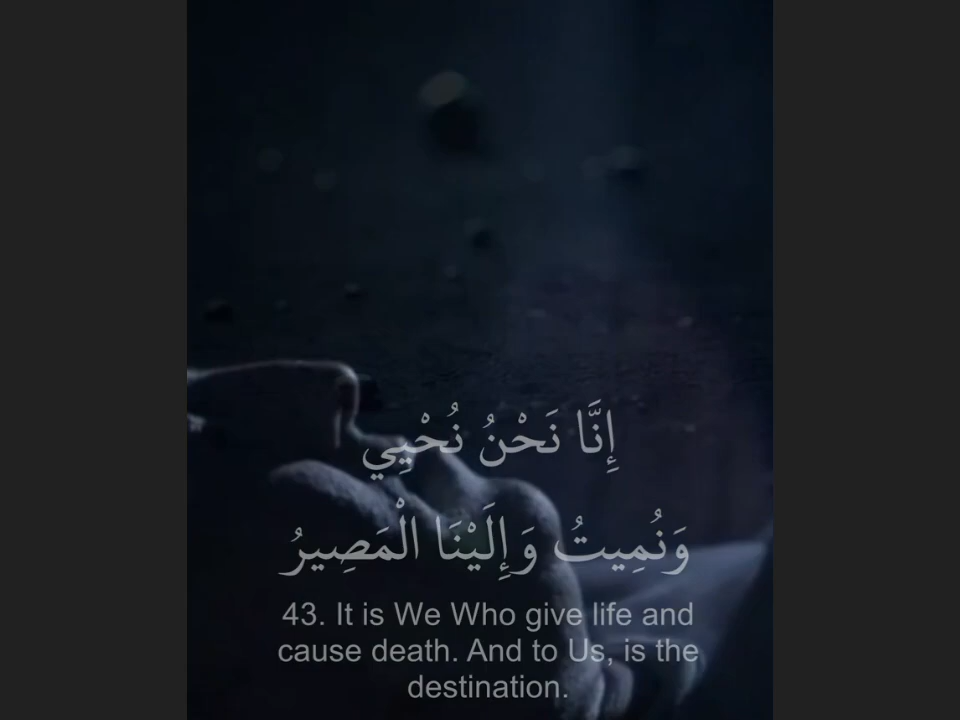 إِنَّا نَحْنُ نُحْيِي
وَنُمِيتُ وَإِلَيْنَا الْمَصِيرُ
43. It is We Who give life and
cause death. And to Us, is the
destination.